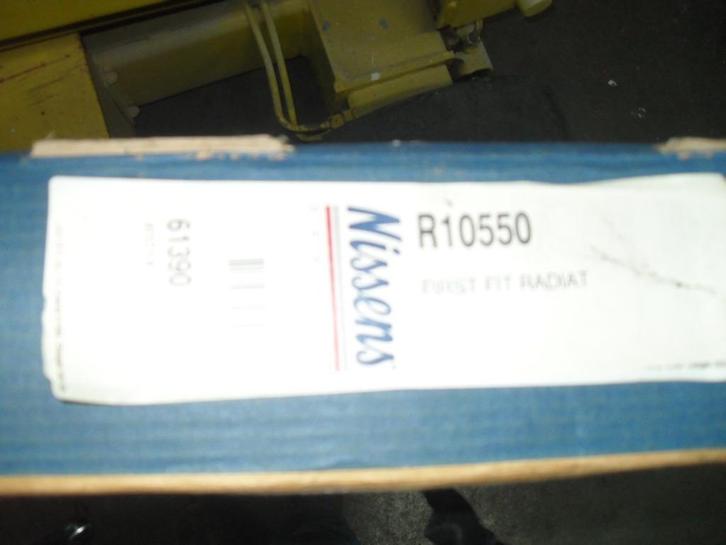 R10550
FIRST FIT RADIAT
Nissens
61390